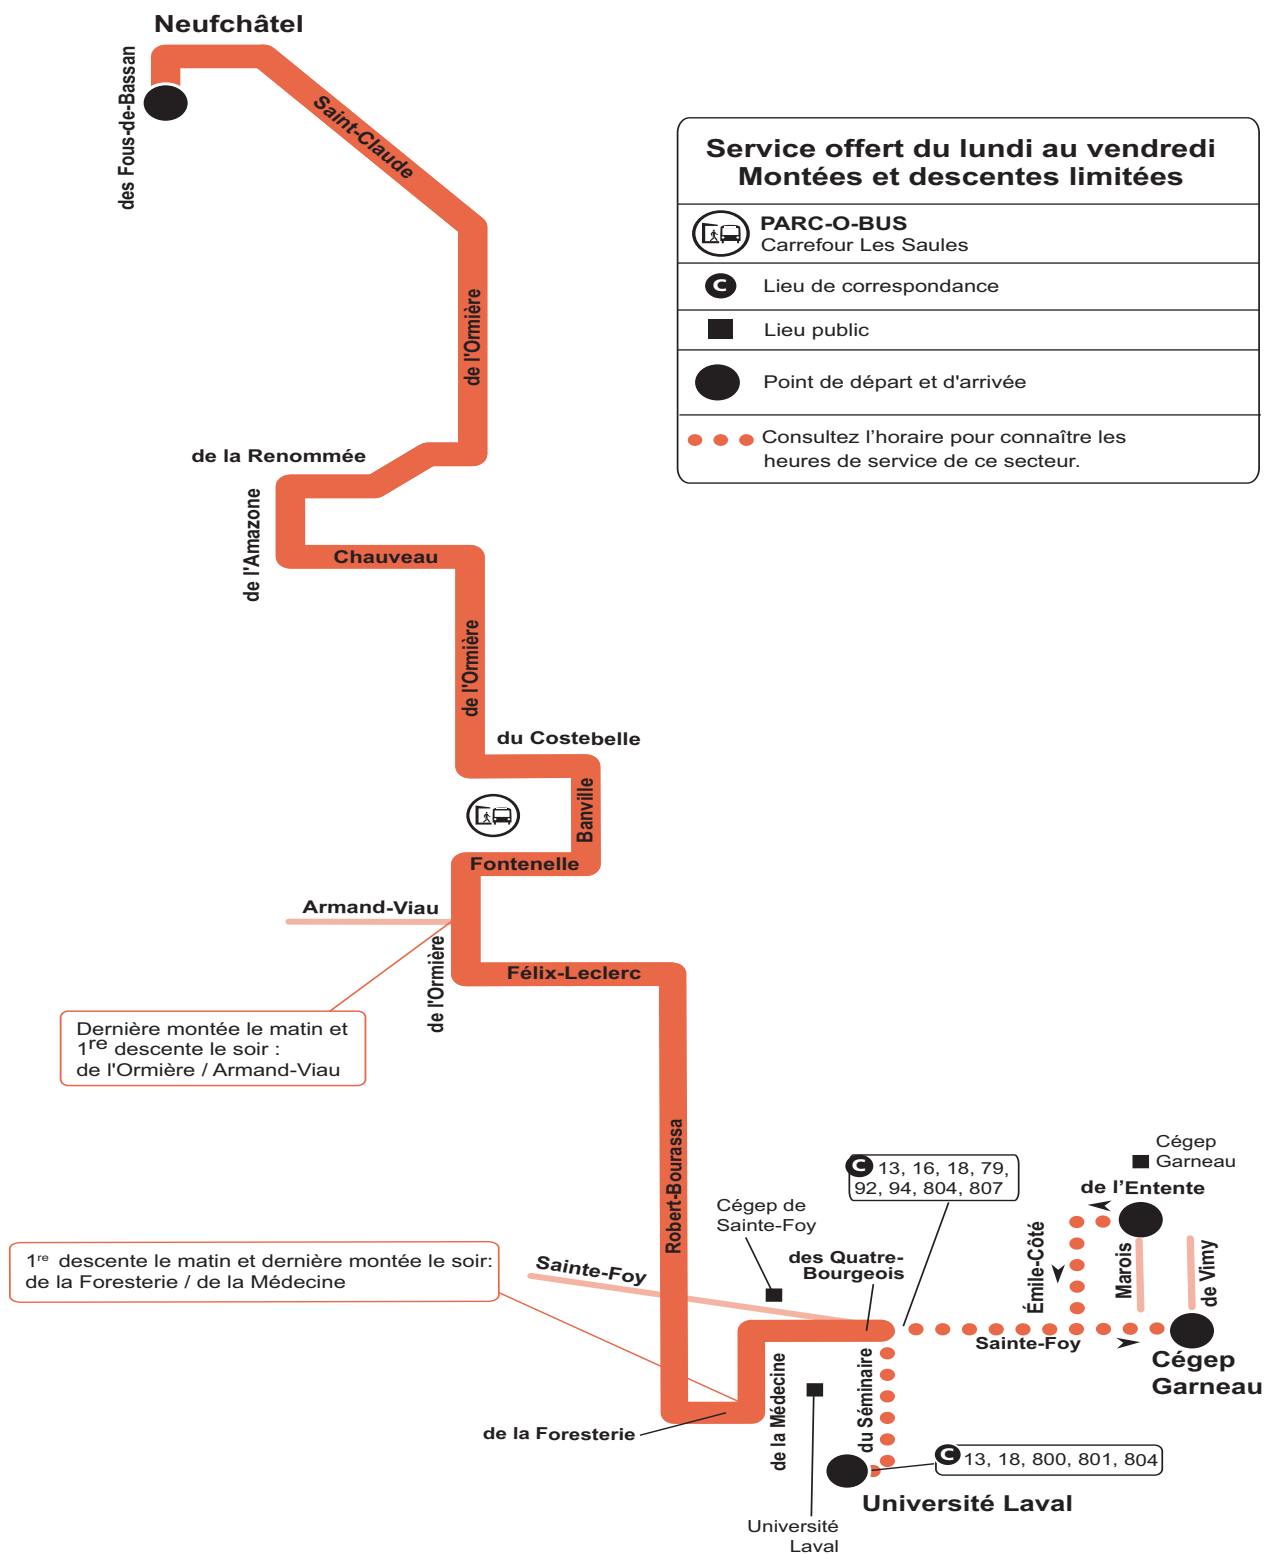 Neufchâtel
des Fous-de-Bassan
Saint-Claude
Service offert du lundi au vendredi
Montées et descentes limitées
PARC-O-BUS
Carrefour Les Saules
C
Lieu de correspondance
Lieu public
Point de départ et d'arrivée
Consultez l'horaire pour connaître les
heures de service de ce secteur.
de l'Ormière
de la Renommée
de l'Amazone
Chauveau
de l'Ormière
du Costebelle
Banville
Fontenelle
Armand-Viau
de l'Ormière
Félix-Leclerc
Dernière montée le matin et
1re descente le soir :
de l'Ormière / Armand-Viau
Robert-Bourassa
1re descente le matin et dernière montée le soir:
de la Foresterie / de la Médecine
Sainte-Foy
Cégep de
Sainte-Foy
C 13, 16, 18, 79,
92, 94, 804, 807
des Quatre-
Bourgeois
Cégep
Garneau
de l'Entente
Émile-Côté
Marois
de Vimy
Sainte-Foy
Cégep
Garneau
de la Médecine
du Séminaire
de la Foresterie
C 13, 18, 800, 801, 804
Université Laval
Université
Laval